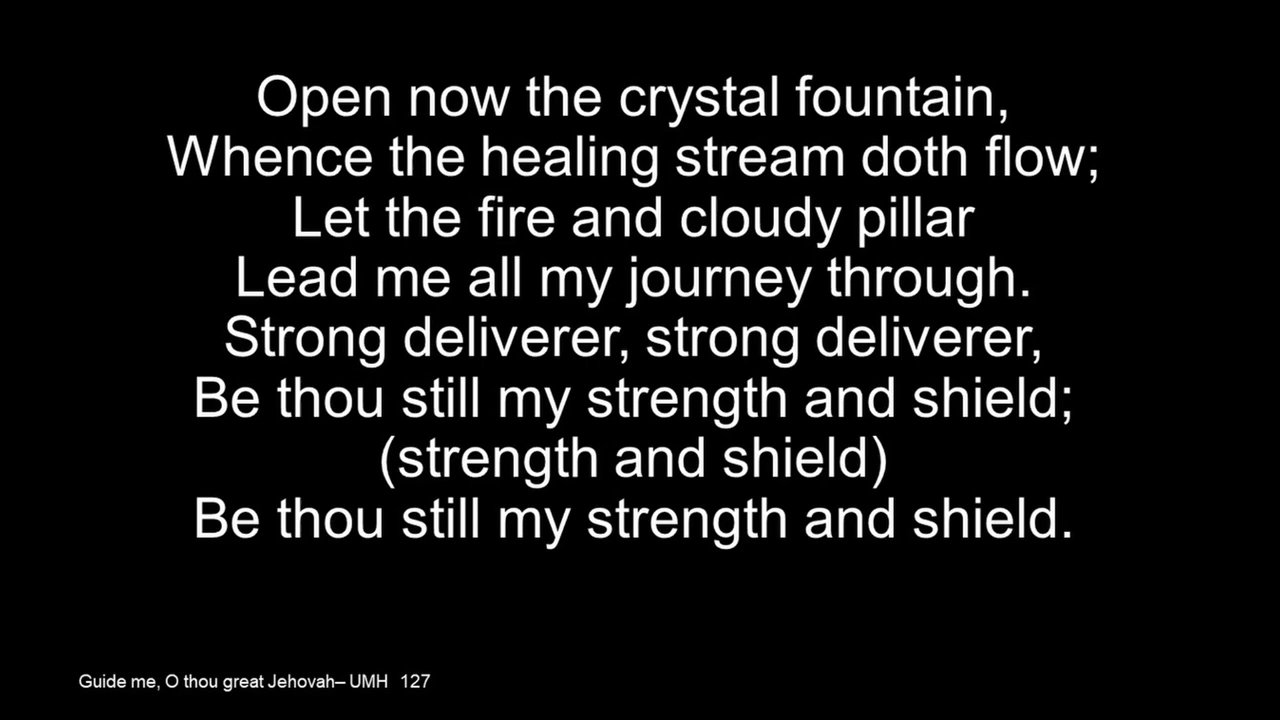 Open now the crystal fountain,
Whence the healing stream doth flow;
Let the fire and cloudy pillar
Lead me all my journey through.
Strong deliverer, strong deliverer,
Be thou still my strength and shield;
(strength and shield)
Be thou still my strength and shield.
Guide me, O thou great Jehovah– UMH 127